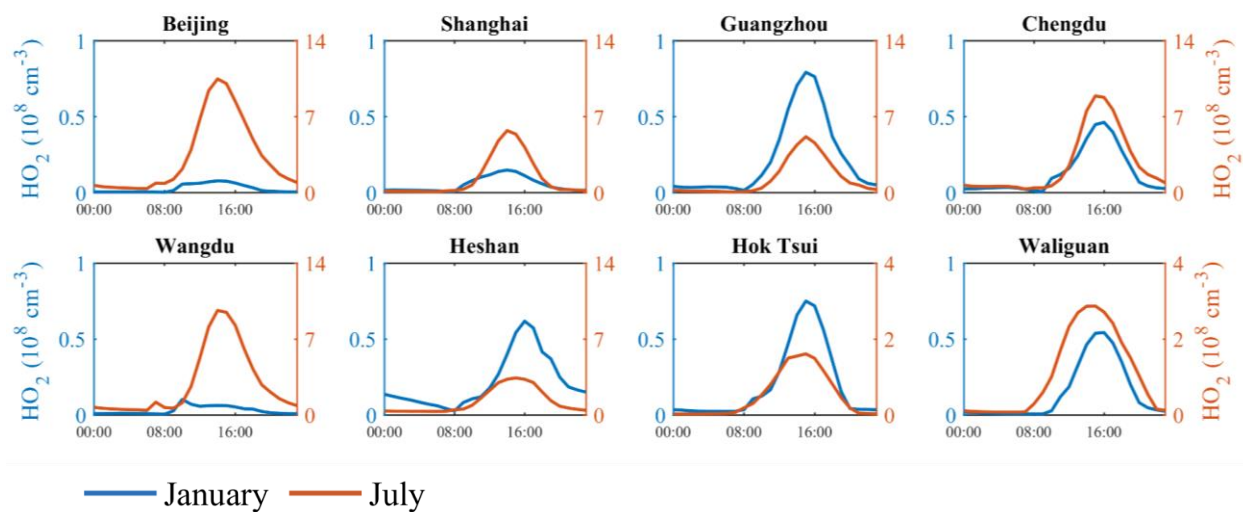 Beijing Shanghai Guangzhou Chengdu
HO2 (10^8 cm^-3) 1 0.5 0 14 7 0 1 0.5 0 14 7 0 1 0.5 0 14 7 0 1 0.5 0 14 7 0 HO2 (10^8 cm^-3)
00:00 08:00 16:00 00:00 08:00 16:00 00:00 08:00 16:00 00:00 08:00 16:00
Wangdu Heshan Hok Tsui Waliguan
HO2 (10^8 cm^-3) 1 0.5 0 14 7 0 1 0.5 0 14 7 0 1 0.5 0 4 2 0 1 0.5 0 4 2 0 HO2 (10^8 cm^-3)
00:00 08:00 16:00 00:00 08:00 16:00 00:00 08:00 16:00 00:00 08:00 16:00
January July